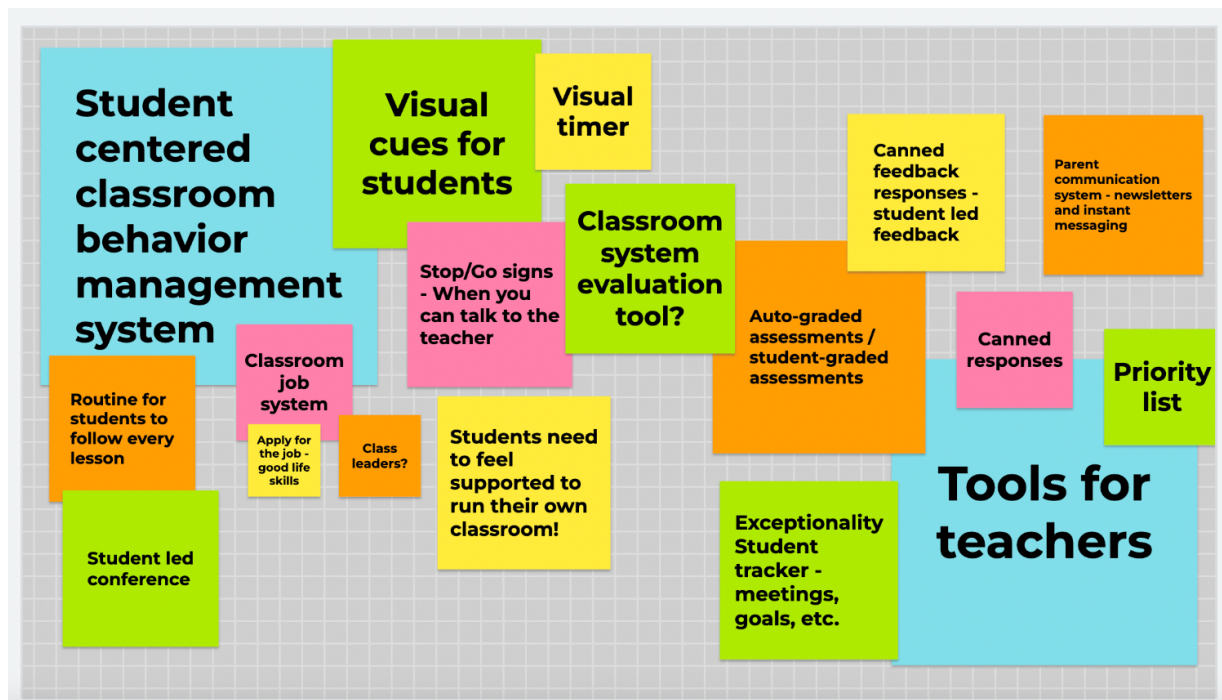 Student
centered
classroom
behavior
management
system
Visual
cues for
students
Visual
timer
Stop/Go signs
- When you
can talk to the
teacher
Classroom
system
evaluation
tool?
Routine for
students to
follow every
lesson
Classroom
job
system
Apply for
the job -
good life
skills
Class
leaders?
Students need
to feel
supported to
run their own
classroom!
Student led
conference
Canned
feedback
responses -
student led
feedback
Parent
communication
system - newsletters
and instant
messaging
Auto-graded
assessments /
student-graded
assessments
Canned
responses
Priority
list
Tools for
teachers
Exceptionality
Student
tracker -
meetings,
goals, etc.